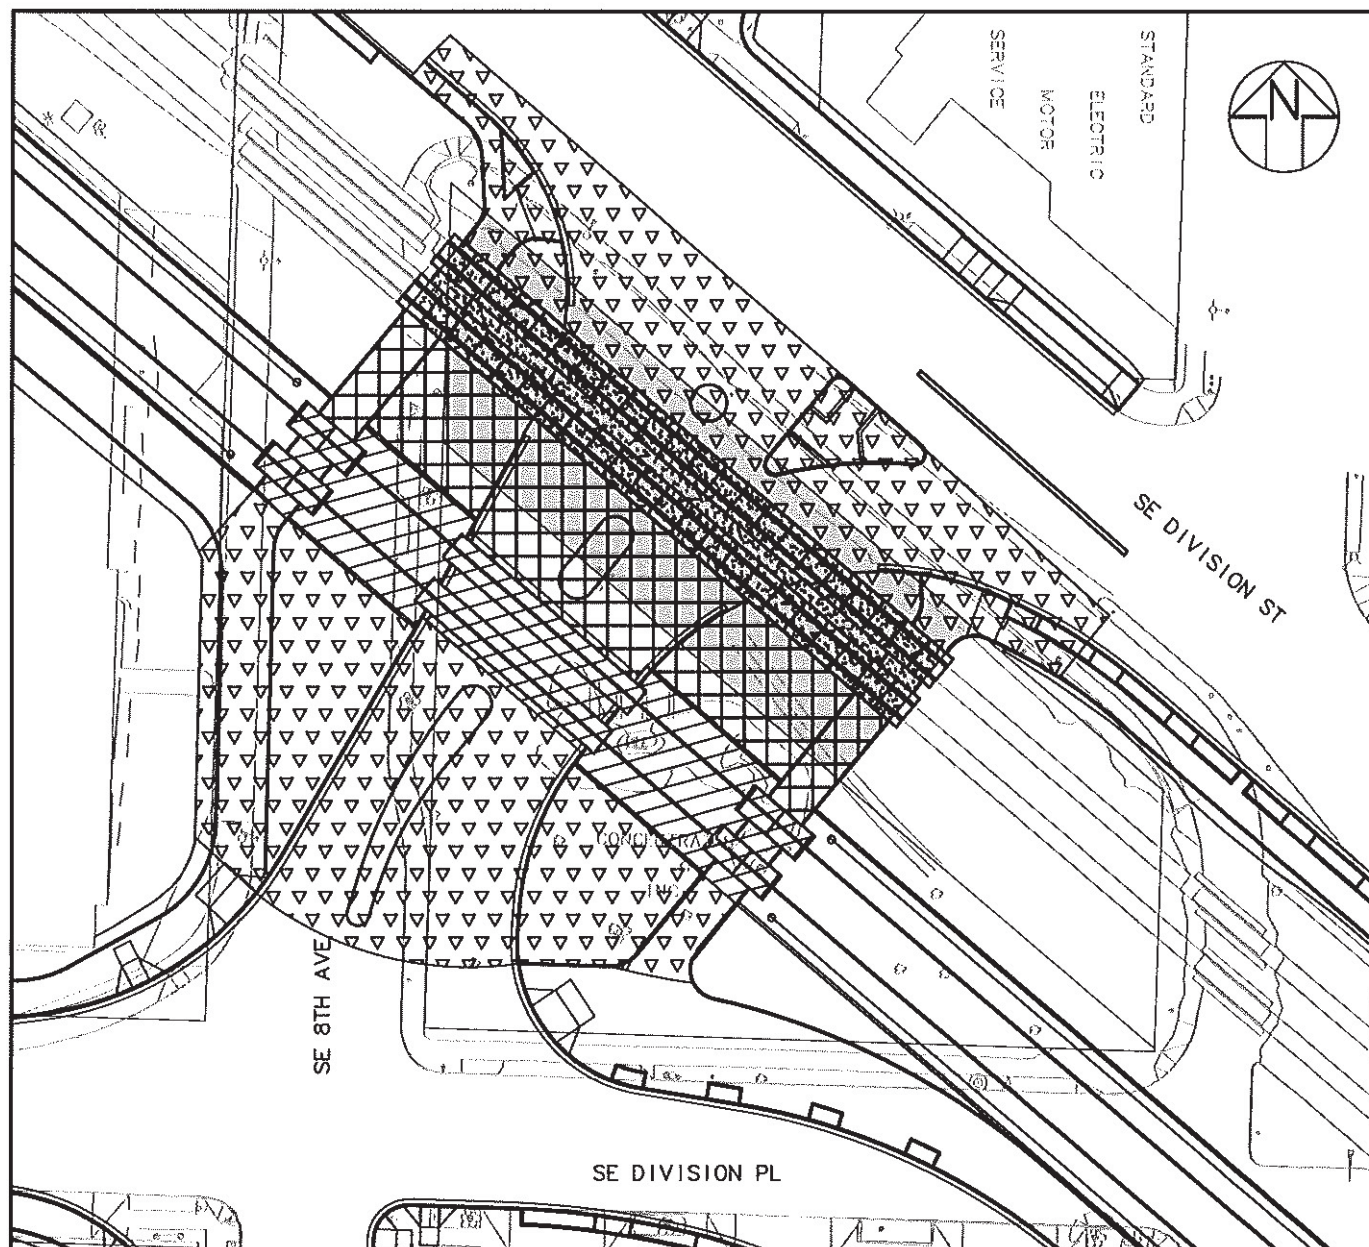 STANDARD
ELECTRIC
MOTOR
SERVICE
N
SE DIVISION ST
SE 8TH AVE
SE DIVISION PL